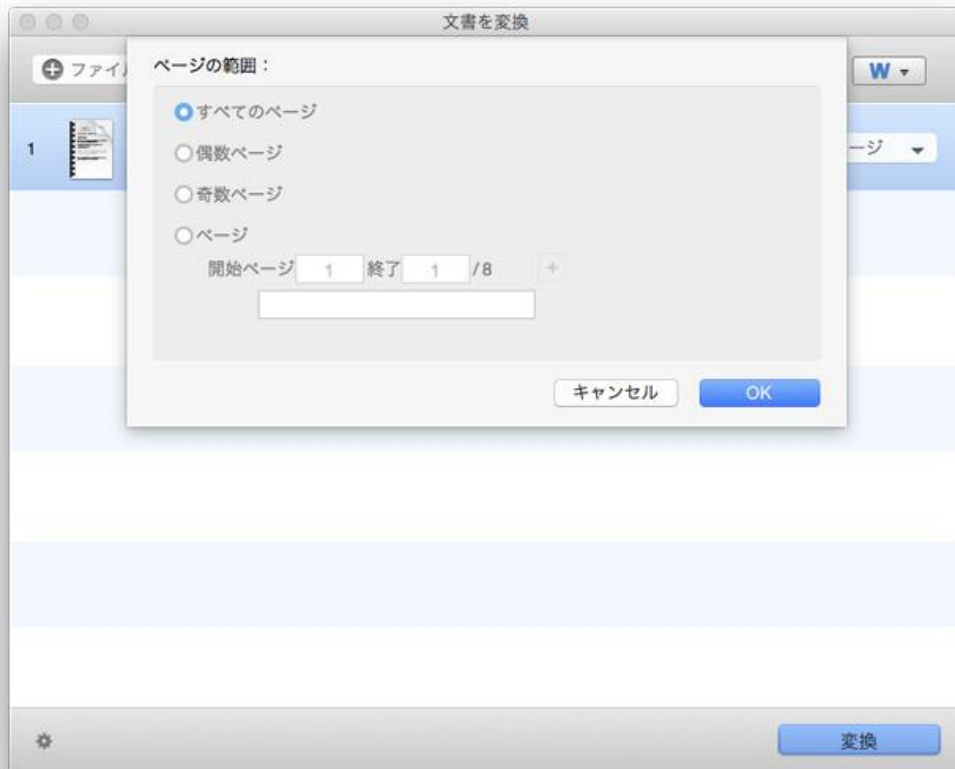 文書を変換
ファイル
W
ページの範囲：
すべてのページ
偶数ページ
奇数ページ
ページ
開始ページ 1 終了 1 /8 +
1
ージ
キャンセル OK
変換